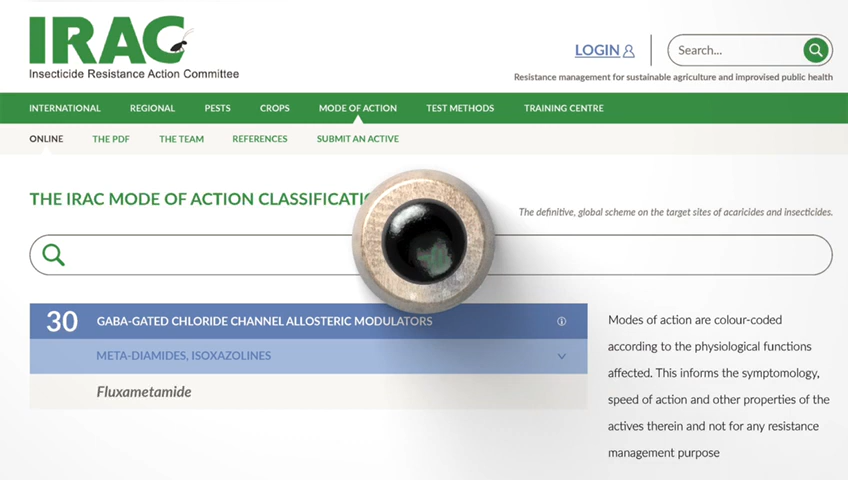 IRAC
Insecticide Resistance Action Committee
LOGIN
Search...
Resistance management for sustainable agriculture and improvised public health
INTERNATIONAL REGIONAL PESTS CROPS MODE OF ACTION TEST METHODS TRAINING CENTRE
ONLINE THE PDF THE TEAM REFERENCES SUBMIT AN ACTIVE
THE IRAC MODE OF ACTION
The definitive, global scheme on the target sites of acaricides and insecticides.
30 GABA-GATED CHLORIDE CHANNEL ALLOSTERIC MODULATORS
META-DIAMIDES, ISOXAZOLINES
Fluxametamide
Modes of action are colour-coded
according to the physiological functions
affected. This informs the symptomology,
speed of action and other properties of the
actives therein and not for any resistance
management purpose